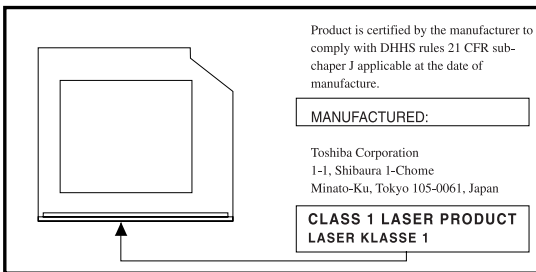 Product is certified by the manufacturer to
comply with DHHS rules 21 CFR sub-
chaper J applicable at the date of
manufacture.
MANUFACTURED:
Toshiba Corporation
1-1, Shibaura 1-Chome
Minato-Ku, Tokyo 105-0061, Japan
CLASS 1 LASER PRODUCT
LASER KLASSE 1